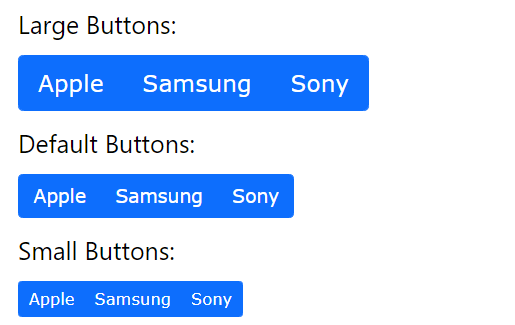 Large Buttons:
Apple Samsung Sony
Default Buttons:
Apple Samsung Sony
Small Buttons:
Apple Samsung Sony